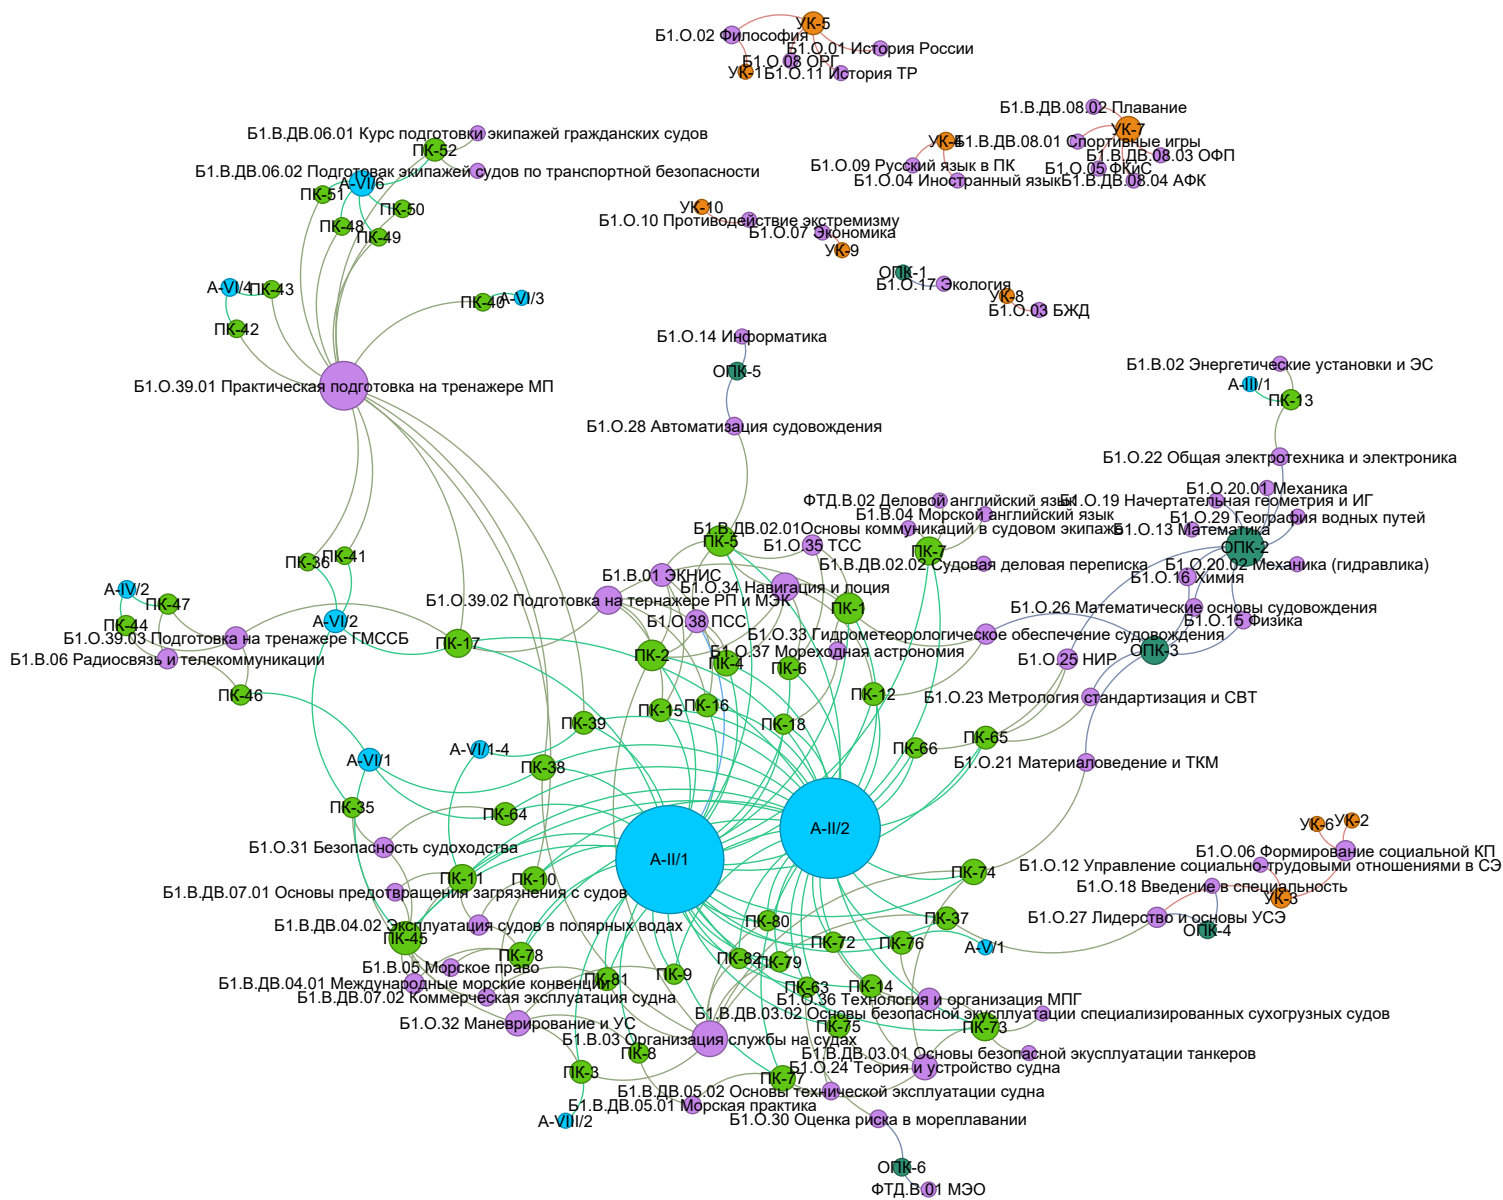 УК-5
Б1.О.02 Философия
Б1.О.01 История России
Б1.О.08 ОРГ
УК-1
Б1.О.11 История ТР
Б1.В.ДВ.08.02 Плавание
УК-7
Б1.В.ДВ.06.01 Курс подготовки экипажей гражданских судов
УК-4
Б1.В.ДВ.08.01 Спортивные игры
ПК-52
Б1.В.ДВ.08.03 ОФП
Б1.О.09 Русский язык в ПК
Б1.О.05 ФКиС
Б1.В.ДВ.06.02 Подготовак экипажей судов по транспортной безопасности
Б1.О.04 Иностранный язык
Б1.В.ДВ.08.04 АФК
А-VI/6
ПК-51
ПК-50
УК-10
Б1.О.10 Противодействие экстремизму
ПК-48
ПК-49
Б1.О.07 Экономика
УК-9
ОПК-1
Б1.О.17 Экология
А-VI/4
ПК-43
ПК-40
А-VI/3
УК-8
Б1.О.03 БЖД
ПК-42
Б1.О.14 Информатика
Б1.В.02 Энергетические установки и ЭС
ОПК-5
А-III/1
Б1.О.39.01 Практическая подготовка на тренажере МП
ПК-13
Б1.О.28 Автоматизация судовождения
Б1.О.22 Общая электротехника и электроника
Б1.О.20.01 Механика
ФТД.В.02 Деловой английский язык
Б1.О.19 Начертательная геометрия и ИГ
Б1.В.04 Морской английский язык
Б1.О.29 География водных путей
Б1.В.ДВ.02.01Основы коммуникаций в судовом экипаже
Б1.О.13 Математика
ПК-5
Б1.О.35 ТСС
ПК-7
ОПК-2
ПК-36
ПК-41
Б1.В.ДВ.02.02 Судовая деловая переписка
Б1.О.20.02 Механика (гидравлика)
Б1.В.01 ЭКНИС
Б1.О.16 Химия
Б1.О.34 Навигация и лоция
А-IV/2
ПК-47
Б1.О.39.02 Подготовка на тернажере РП и МЭК
ПК-1
Б1.О.26 Математические основы судовождения
ПК-44
А-VI/2
Б1.О.38 ПСС
Б1.О.15 Физика
Б1.О.39.03 Подготовка на тренажере ГМССБ
ПК-17
Б1.О.33 Гидрометеорологическое обеспечение судовождения
Б1.О.37 Мореходная астрономия
ОПК-3
Б1.В.06 Радиосвязь и телекоммуникации
ПК-2
ПК-4
ПК-6
Б1.О.25 НИР
ПК-46
ПК-12
Б1.О.23 Метрология стандартизация и СВТ
ПК-15
ПК-16
ПК-39
ПК-18
ПК-65
А-VI/1
А-VI/1-4
ПК-66
Б1.О.21 Материаловедение и ТКМ
ПК-38
ПК-35
ПК-64
А-II/2
УК-6
УК-2
Б1.О.31 Безопасность судоходства
А-II/1
Б1.О.06 Формирование социальной КП
Б1.О.12 Управление социально-трудовыми отношениями в СЭ
ПК-74
ПК-11
ПК-10
Б1.О.18 Введение в специальность
Б1.В.ДВ.07.01 Основы предотвращения загрязнения с судов
УК-3
Б1.О.27 Лидерство и основы УСЭ
ПК-80
ПК-37
Б1.В.ДВ.04.02 Эксплуатация судов в полярных водах
ОПК-4
ПК-45
ПК-72
ПК-76
А-V/1
ПК-78
ПК-82
ПК-79
Б1.В.05 Морское право
ПК-81
ПК-9
Б1.В.ДВ.04.01 Международные морские конвенции
ПК-63
ПК-14
Б1.В.ДВ.07.02 Коммерческая эксплуатация судна
Б1.О.36 Технология и организация МПГ
Б1.В.ДВ.03.02 Основы безопасной экусплуатации специализированных сухогрузных судов
Б1.О.32 Маневрирование и УС
ПК-75
ПК-73
Б1.В.03 Организация службы на судах
ПК-8
Б1.В.ДВ.03.01 Основы безопасной экусплуатации танкеров
Б1.О.24 Теория и устройство судна
ПК-3
ПК-77
Б1.В.ДВ.05.02 Основы технической эксплуатации судна
Б1.В.ДВ.05.01 Морская практика
А-VIII/2
Б1.О.30 Оценка риска в мореплавании
ОПК-6
ФТД.В.01 МЭО